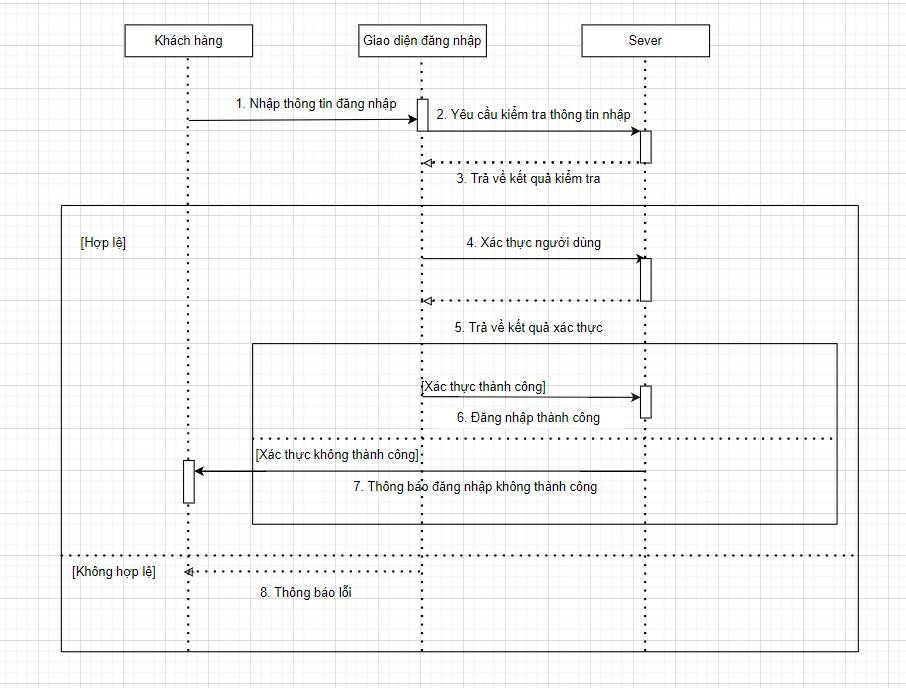 Khách hàng
Giao diện đăng nhập
Sever
1. Nhập thông tin đăng nhập
2. Yêu cầu kiểm tra thông tin nhập
3. Trả về kết quả kiểm tra
[Hợp lệ]
4. Xác thực người dùng
5. Trả về kết quả xác thực
[Xác thực thành công]
6. Đăng nhập thành công
[Xác thực không thành công]
7. Thông báo đăng nhập không thành công
[Không hợp lệ]
8. Thông báo lỗi